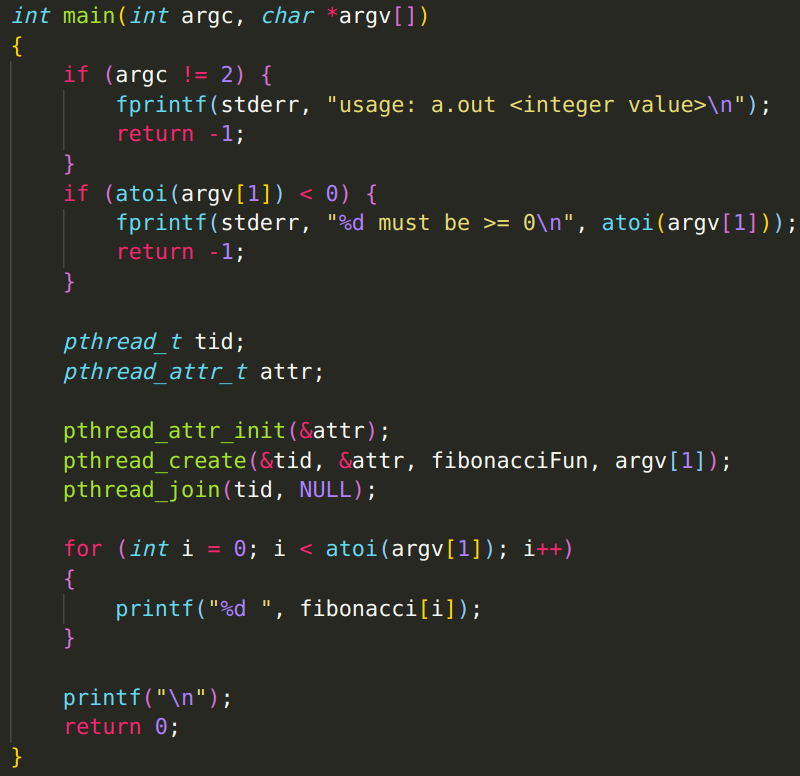 int main(int argc, char *argv[])
{
    if (argc != 2) {
        fprintf(stderr, "usage: a.out <integer value>\n");
        return -1;
    }
    if (atoi(argv[1]) < 0) {
        fprintf(stderr, "%d must be >= 0\n", atoi(argv[1]));
        return -1;
    }

    pthread_t tid;
    pthread_attr_t attr;

    pthread_attr_init(&attr);
    pthread_create(&tid, &attr, fibonacciFun, argv[1]);
    pthread_join(tid, NULL);

    for (int i = 0; i < atoi(argv[1]); i++)
    {
        printf("%d ", fibonacci[i]);
    }

    printf("\n");
    return 0;
}